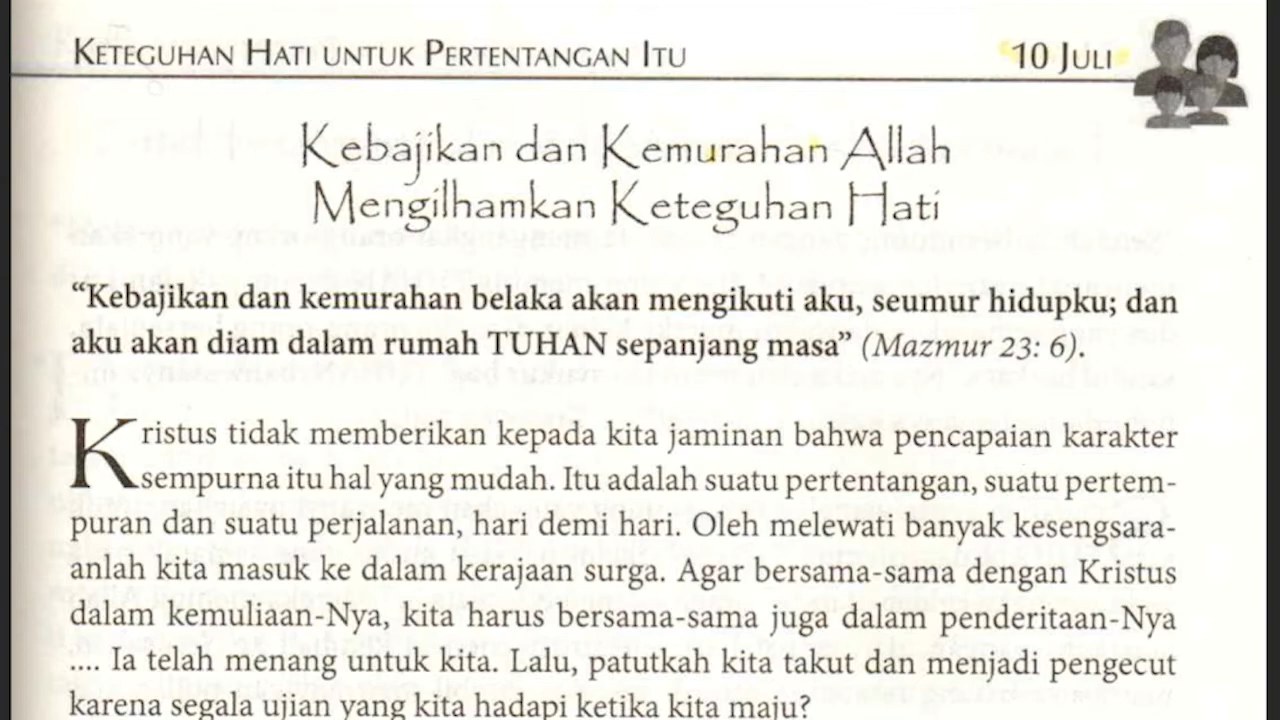 KETEGUHAN HATI UNTUK PERTENTANGAN ITU
10 JULI
Kebajikan dan Kemurahan Allah
Mengilhamkan Keteguhan Hati
“Kebajikan dan kemurahan belaka akan mengikuti aku, seumur hidupku; dan
aku akan diam dalam rumah TUHAN sepanjang masa” (Mazmur 23: 6).
Kristus tidak memberikan kepada kita jaminan bahwa pencapaian karakter
sempurna itu hal yang mudah. Itu adalah suatu pertentangan, suatu pertem-
puran dan suatu perjalanan, hari demi hari. Oleh melewati banyak kesengsara-
anlah kita masuk ke dalam kerajaan surga. Agar bersama-sama dengan Kristus
dalam kemuliaan-Nya, kita harus bersama-sama juga dalam penderitaan-Nya
.... Ia telah menang untuk kita. Lalu, patutkah kita takut dan menjadi pengecut
karena segala ujian yang kita hadapi ketika kita maju?